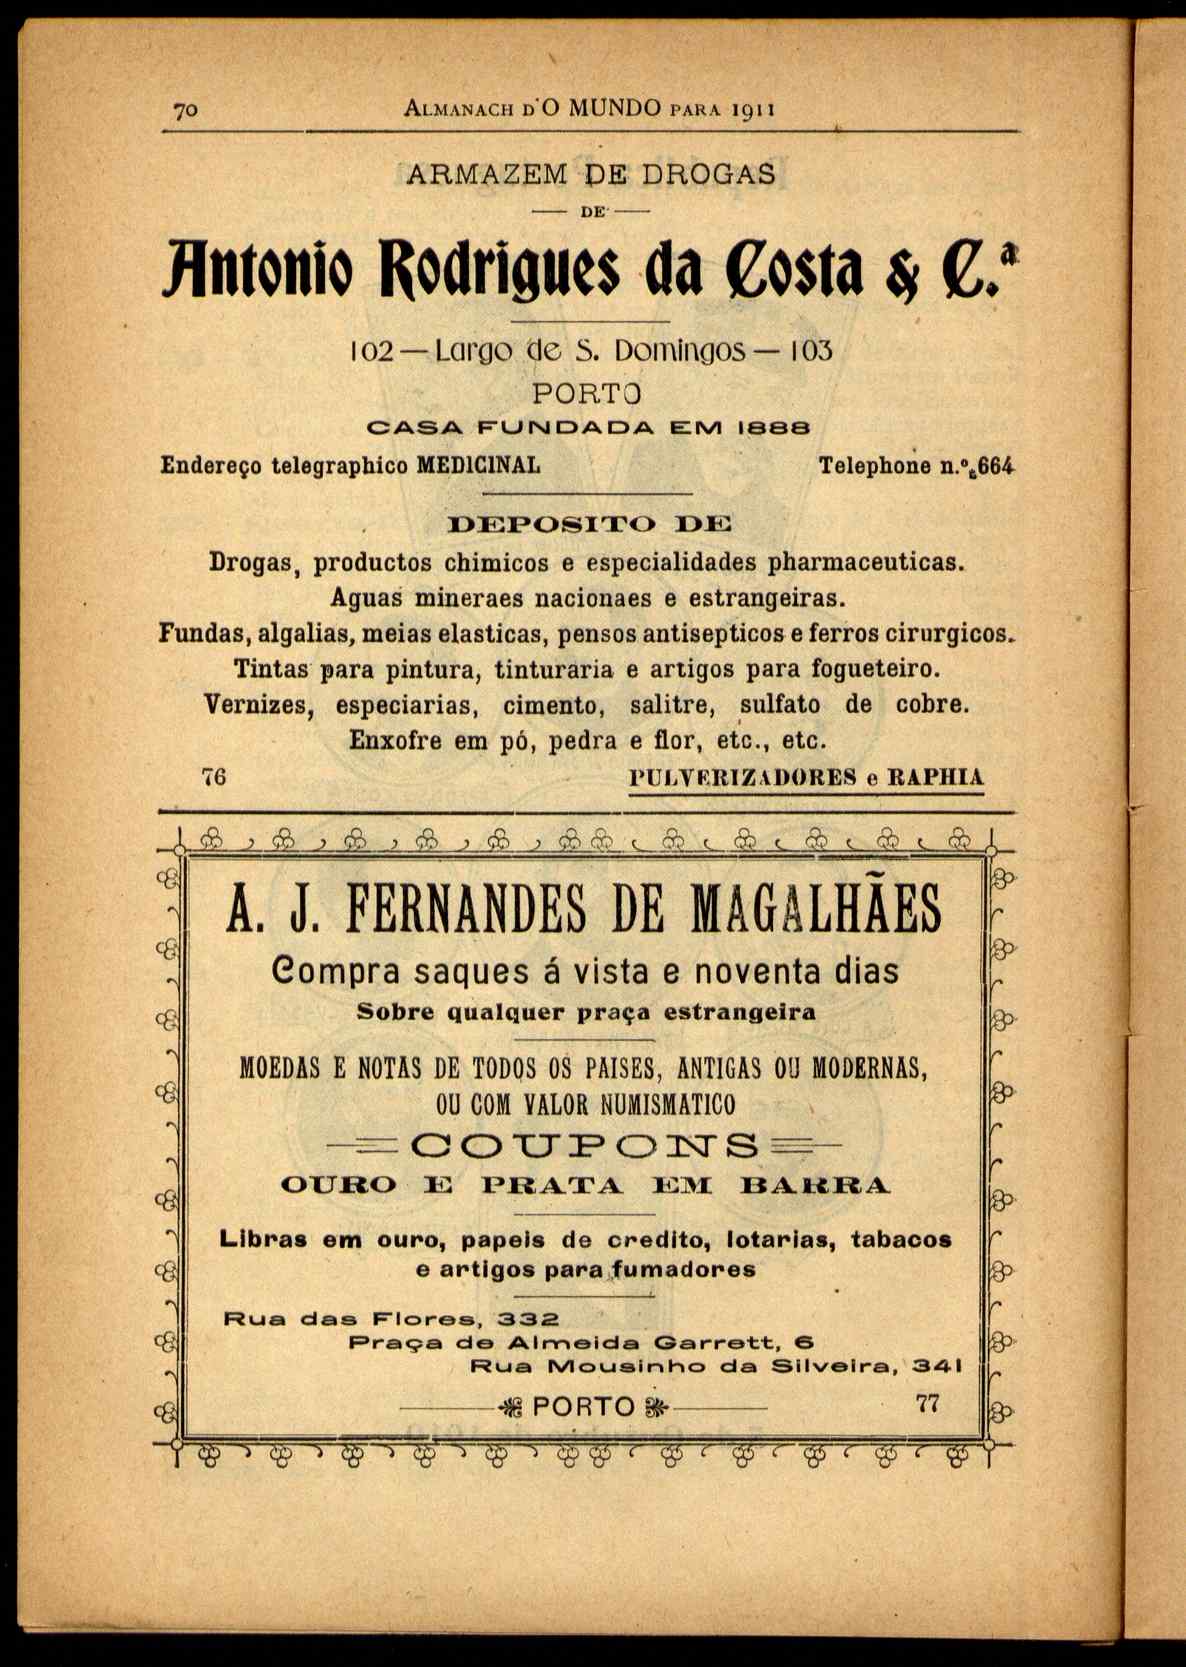 70 ALMANACH D'O MUNDO PARA 1911
ARMAZEM DE DROGAS
DE
Antonio Rodrigues da Costa & C.ª
102 — Largo de S. Domingos — 103
PORTO
CASA FUNDADA EM 1888
Endereço telegraphico MEDICINAL Telephone n.º 664
DEPOSITO DE
Drogas, productos chimicos e especialidades pharmaceuticas.
Aguas mineraes nacionaes e estrangeiras.
Fundas, algalias, meias elasticas, pensos antisepticos e ferros cirurgicos.
Tintas para pintura, tinturaria e artigos para fogueteiro.
Vernizes, especiarias, cimento, salitre, sulfato de cobre.
Enxofre em pó, pedra e flor, etc., etc.
76 PULVERIZADORES e RAPHIA
A. J. FERNANDES DE MAGALHÃES
Compra saques á vista e noventa dias
Sobre qualquer praça estrangeira
MOEDAS E NOTAS DE TODOS OS PAISES, ANTIGAS OU MODERNAS,
OU COM VALOR NUMISMATICO
COUPONS
OURO E PRATA EM BARRA
Libras em ouro, papeis de credito, lotarias, tabacos
e artigos para fumadores
Rua das Flores, 332
Praça de Almeida Garrett, 6
Rua Mousinho da Silveira, 341
PORTO 77